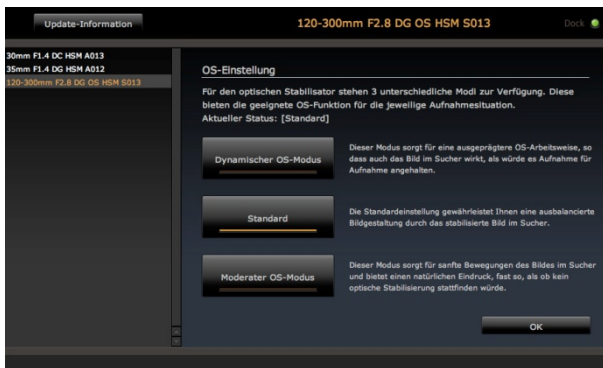 Update-Information
120-300mm F2.8 DG OS HSM S013
Dock
30mm F1.4 DC HSM A013
35mm F1.4 DG HSM A012
120-300mm F2.8 DG OS HSM S013
OS-Einstellung
Für den optischen Stabilisator stehen 3 unterschiedliche Modi zur Verfügung. Diese
bieten die geeignete OS-Funktion für die jeweilige Aufnahmesituation.
Aktueller Status: [Standard]
Dynamischer OS-Modus
Dieser Modus sorgt für eine ausgeprägtere OS-Arbeitsweise, so
dass auch das Bild im Sucher wirkt, als würde es Aufnahme für
Aufnahme angehalten.
Standard
Die Standardeinstellung gewährleistet Ihnen eine ausbalancierte
Bildgestaltung durch das stabilisierte Bild im Sucher.
Moderater OS-Modus
Dieser Modus sorgt für sanfte Bewegungen des Bildes im Sucher
und bietet einen natürlichen Eindruck, fast so, als ob kein
optische Stabilisierung stattfinden würde.
OK